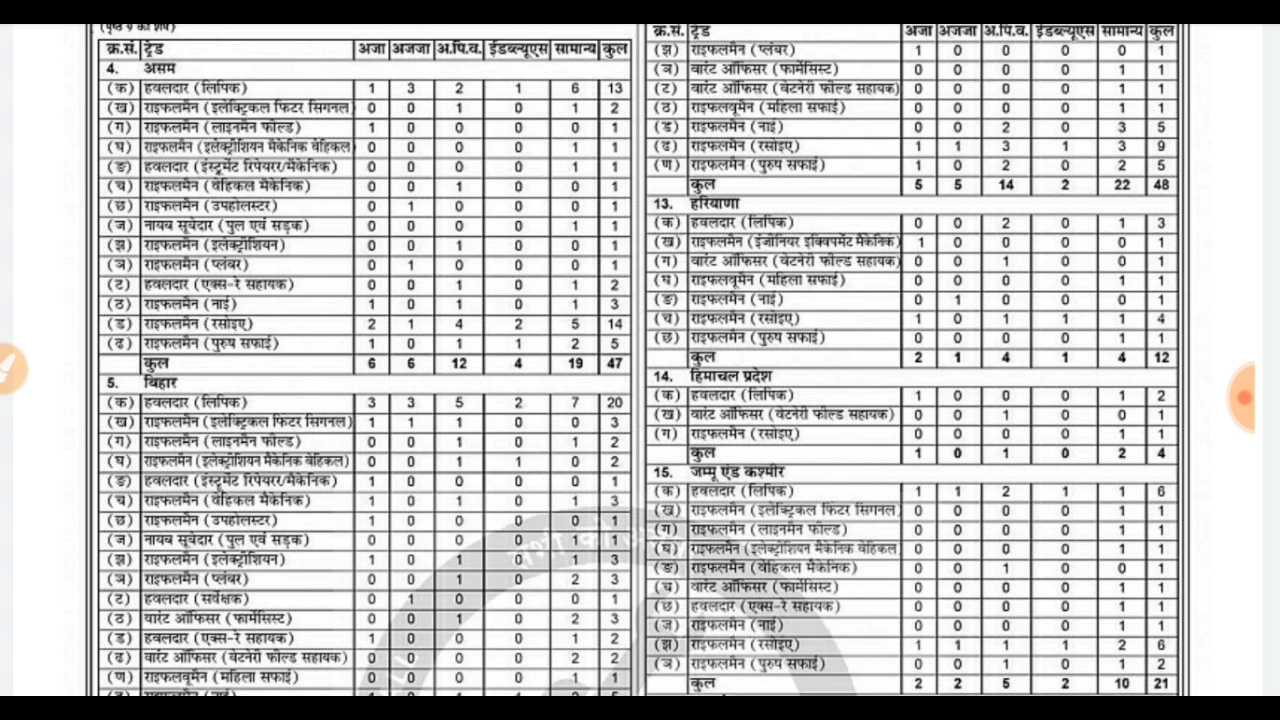 (पृष्ठ 9 का शेष)
क्र.सं. ट्रेड अजा अजजा अ.पि.व. ईडब्ल्यूएस सामान्य कुल
4. असम
(क) हवलदार (लिपिक) 1 3 2 1 6 13
(ख) राइफलमैन (इलेक्ट्रिकल फिटर सिगनल) 0 0 1 0 1 2
(ग) राइफलमैन (लाइनमैन फील्ड) 1 0 0 0 0 1
(घ) राइफलमैन (इलेक्ट्रीशियन मैकेनिक वेहिकल 0 0 0 0 1 1
(ङ) हवलदार (इंस्ट्रूमेंट रिपेयरर/मैकेनिक) 0 0 0 0 1 1
(च) राइफलमैन (वेहिकल मैकेनिक) 0 0 1 0 0 1
(छ) राइफलमैन (उपहोलस्टर) 0 1 0 0 0 1
(ज) नायब सूबेदार (पुल एवं सड़क) 0 0 0 0 1 1
(झ) राइफलमैन (इलेक्ट्रीशियन) 0 0 1 0 0 1
(ञ) राइफलमैन (प्लंबर) 0 1 0 0 0 1
(ट) हवलदार (एक्स-रे सहायक) 0 0 1 0 1 2
(ठ) राइफलमैन (नाई) 1 0 1 0 1 3
(ड) राइफलमैन (रसोइए) 2 1 4 2 5 14
(ढ) राइफलमैन (पुरुष सफाई) 1 0 1 1 2 5
कुल 6 6 12 4 19 47
5. बिहार
(क) हवलदार (लिपिक) 3 3 5 2 7 20
(ख) राइफलमैन (इलेक्ट्रिकल फिटर सिगनल) 1 1 1 0 0 3
(ग) राइफलमैन (लाइनमैन फील्ड) 0 0 1 0 1 2
(घ) राइफलमैन (इलेक्ट्रीशियन मैकेनिक वेहिकल) 0 0 1 1 0 2
(ङ) हवलदार (इंस्ट्रूमेंट रिपेयरर/मैकेनिक) 1 0 0 0 0 1
(च) राइफलमैन (वेहिकल मैकेनिक) 1 0 1 0 1 3
(छ) राइफलमैन (उपहोलस्टर) 1 0 0 0 0 1
(ज) नायब सूबेदार (पुल एवं सड़क) 0 0 0 0 1 1
(झ) राइफलमैन (इलेक्ट्रीशियन) 1 0 1 0 1 3
(ञ) राइफलमैन (प्लंबर) 0 0 1 0 2 3
(ट) हवलदार (सर्वेक्षक) 0 1 0 0 0 1
(ठ) वारंट ऑफिसर (फार्मेसिस्ट) 0 0 1 0 2 3
(ड) हवलदार (एक्स-रे सहायक) 1 0 0 0 1 2
(ढ) वारंट ऑफिसर (वेटनेरी फील्ड सहायक) 0 0 0 0 2 2
(ण) राइफलवूमैन (महिला सफाई) 0 0 0 0 1 1
क्र.सं. ट्रेड अजा अजजा अ.पि.व. ईडब्ल्यूएस सामान्य कुल
(झ) राइफलमैन (प्लंबर) 1 0 0 0 0 1
(ञ) वारंट ऑफिसर (फार्मेसिस्ट) 0 0 0 0 1 1
(ट) वारंट ऑफिसर (वेटनेरी फील्ड सहायक) 0 0 0 0 1 1
(ठ) राइफलवूमैन (महिला सफाई) 0 0 0 0 1 1
(ड) राइफलमैन (नाई) 0 0 2 0 3 5
(ढ) राइफलमैन (रसोइए) 1 1 3 1 3 9
(ण) राइफलमैन (पुरुष सफाई) 1 0 2 0 2 5
कुल 5 5 14 2 22 48
13. हरियाणा
(क) हवलदार (लिपिक) 0 0 2 0 1 3
(ख) राइफलमैन (इंजीनियर इक्विपमेंट मैकेनिक) 1 0 0 0 0 1
(ग) वारंट ऑफिसर (वेटनेरी फील्ड सहायक) 0 0 1 0 0 1
(घ) राइफलवूमैन (महिला सफाई) 0 0 0 0 1 1
(ङ) राइफलमैन (नाई) 0 1 0 0 0 1
(च) राइफलमैन (रसोइए) 1 0 1 1 1 4
(छ) राइफलमैन (पुरुष सफाई) 0 0 0 0 1 1
कुल 2 1 4 1 4 12
14. हिमाचल प्रदेश
(क) हवलदार (लिपिक) 1 0 0 0 1 2
(ख) वारंट ऑफिसर (वेटनेरी फील्ड सहायक) 0 0 1 0 0 1
(ग) राइफलमैन (रसोइए) 0 0 0 0 1 1
कुल 1 0 1 0 2 4
15. जम्मू एंड कश्मीर
(क) हवलदार (लिपिक) 1 1 2 1 1 6
(ख) राइफलमैन (इलेक्ट्रिकल फिटर सिगनल) 0 0 0 0 1 1
(ग) राइफलमैन (लाइनमैन फील्ड) 0 0 0 0 1 1
(घ) राइफलमैन (इलेक्ट्रीशियन मैकेनिक वेहिकल 0 0 0 0 1 1
(ङ) राइफलमैन (वेहिकल मैकेनिक) 0 0 1 0 0 1
(च) वारंट ऑफिसर (फार्मेसिस्ट) 0 0 0 0 1 1
(छ) हवलदार (एक्स-रे सहायक) 0 0 0 0 1 1
(ज) राइफलमैन (नाई) 0 0 0 0 1 1
(झ) राइफलमैन (रसोइए) 1 1 1 1 2 6
(ञ) राइफलमैन (पुरुष सफाई) 0 0 1 0 1 2
कुल 2 2 5 2 10 21